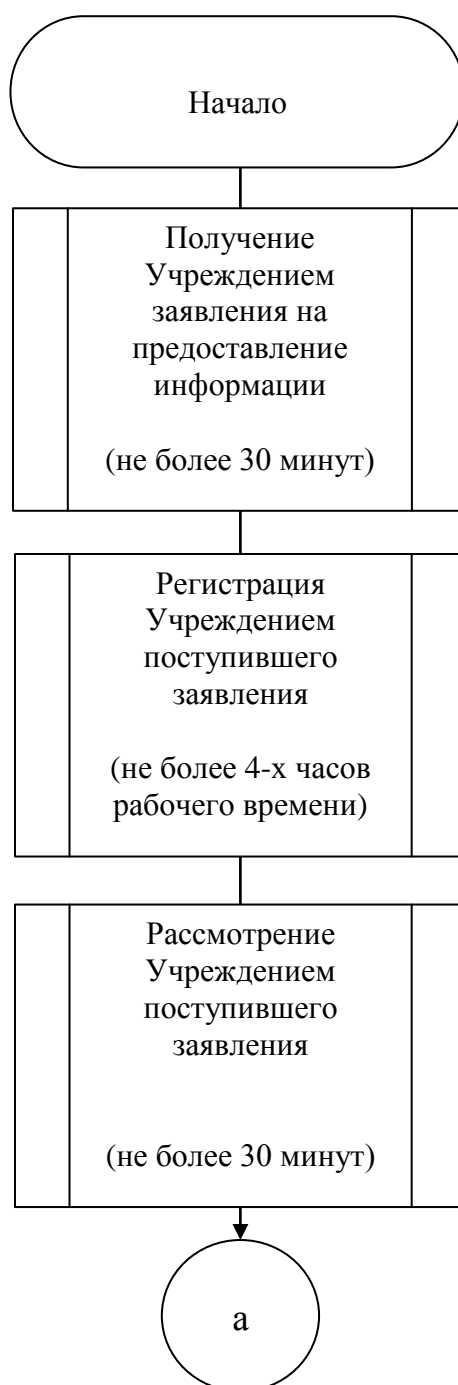 Начало
Получение
Учреждением
заявления на
предоставление
информации
(не более 30 минут)
Регистрация
Учреждением
поступившего
заявления
(не более 4-х часов
рабочего времени)
Рассмотрение
Учреждением
поступившего
заявления
(не более 30 минут)
а